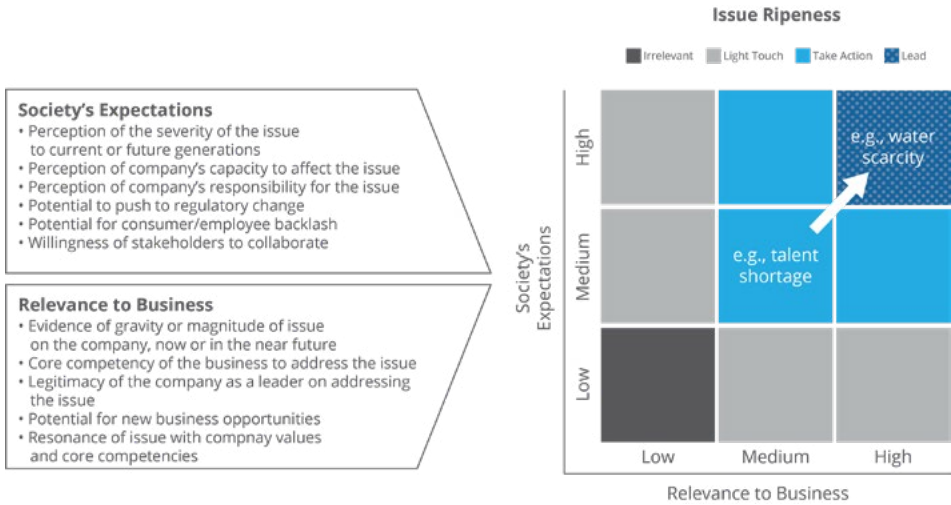 Issue Ripeness
Irrelevant
Light Touch
Take Action
Lead
Society's Expectations
• Perception of the severity of the issue
to current or future generations
• Perception of company's capacity to affect the issue
• Perception of company's responsibility for the issue
• Potential to push to regulatory change
• Potential for consumer/employee backlash
• Willingness of stakeholders to collaborate
Relevance to Business
• Evidence of gravity or magnitude of issue
on the company, now or in the near future
• Core competency of the business to address the issue
• Legitimacy of the company as a leader on addressing
the issue
• Potential for new business opportunities
• Resonance of issue with compnay values
and core competencies
Society's
Expectations
High
Medium
Low
e.g., water
scarcity
e.g., talent
shortage
Low
Medium
High
Relevance to Business